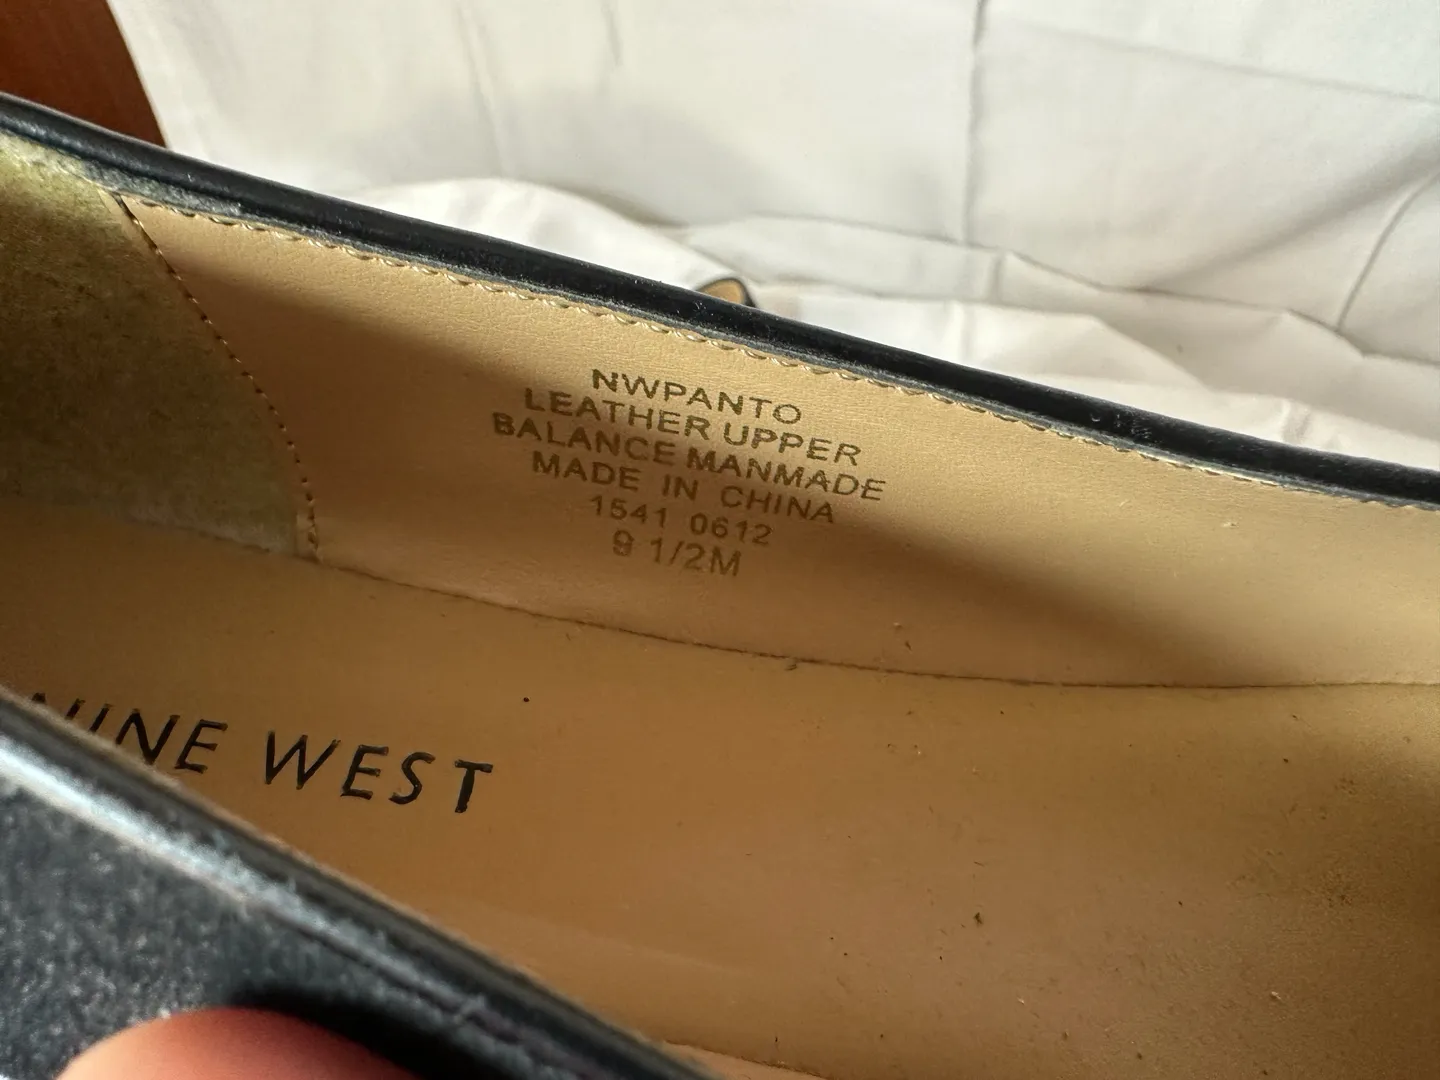 NWPANTO
LEATHER UPPER
BALANCE MANMADE
MADE IN CHINA
1541 0612
9 1/2M
NINE WEST